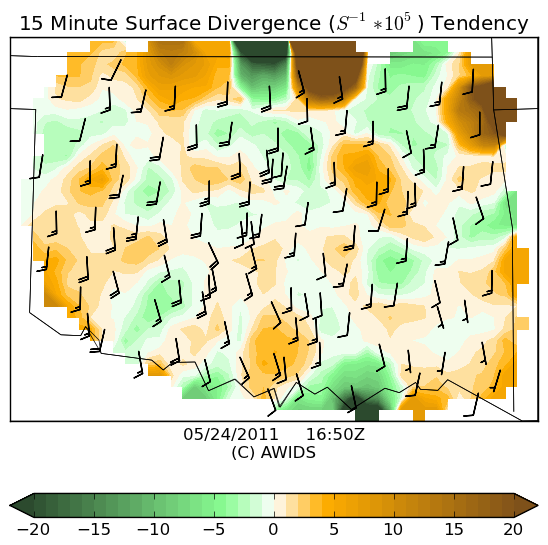 15 Minute Surface Divergence (S⁻¹ *10⁵ ) Tendency
05/24/2011 16:50Z
(C) AWIDS
−20 −15 −10 −5 0 5 10 15 20